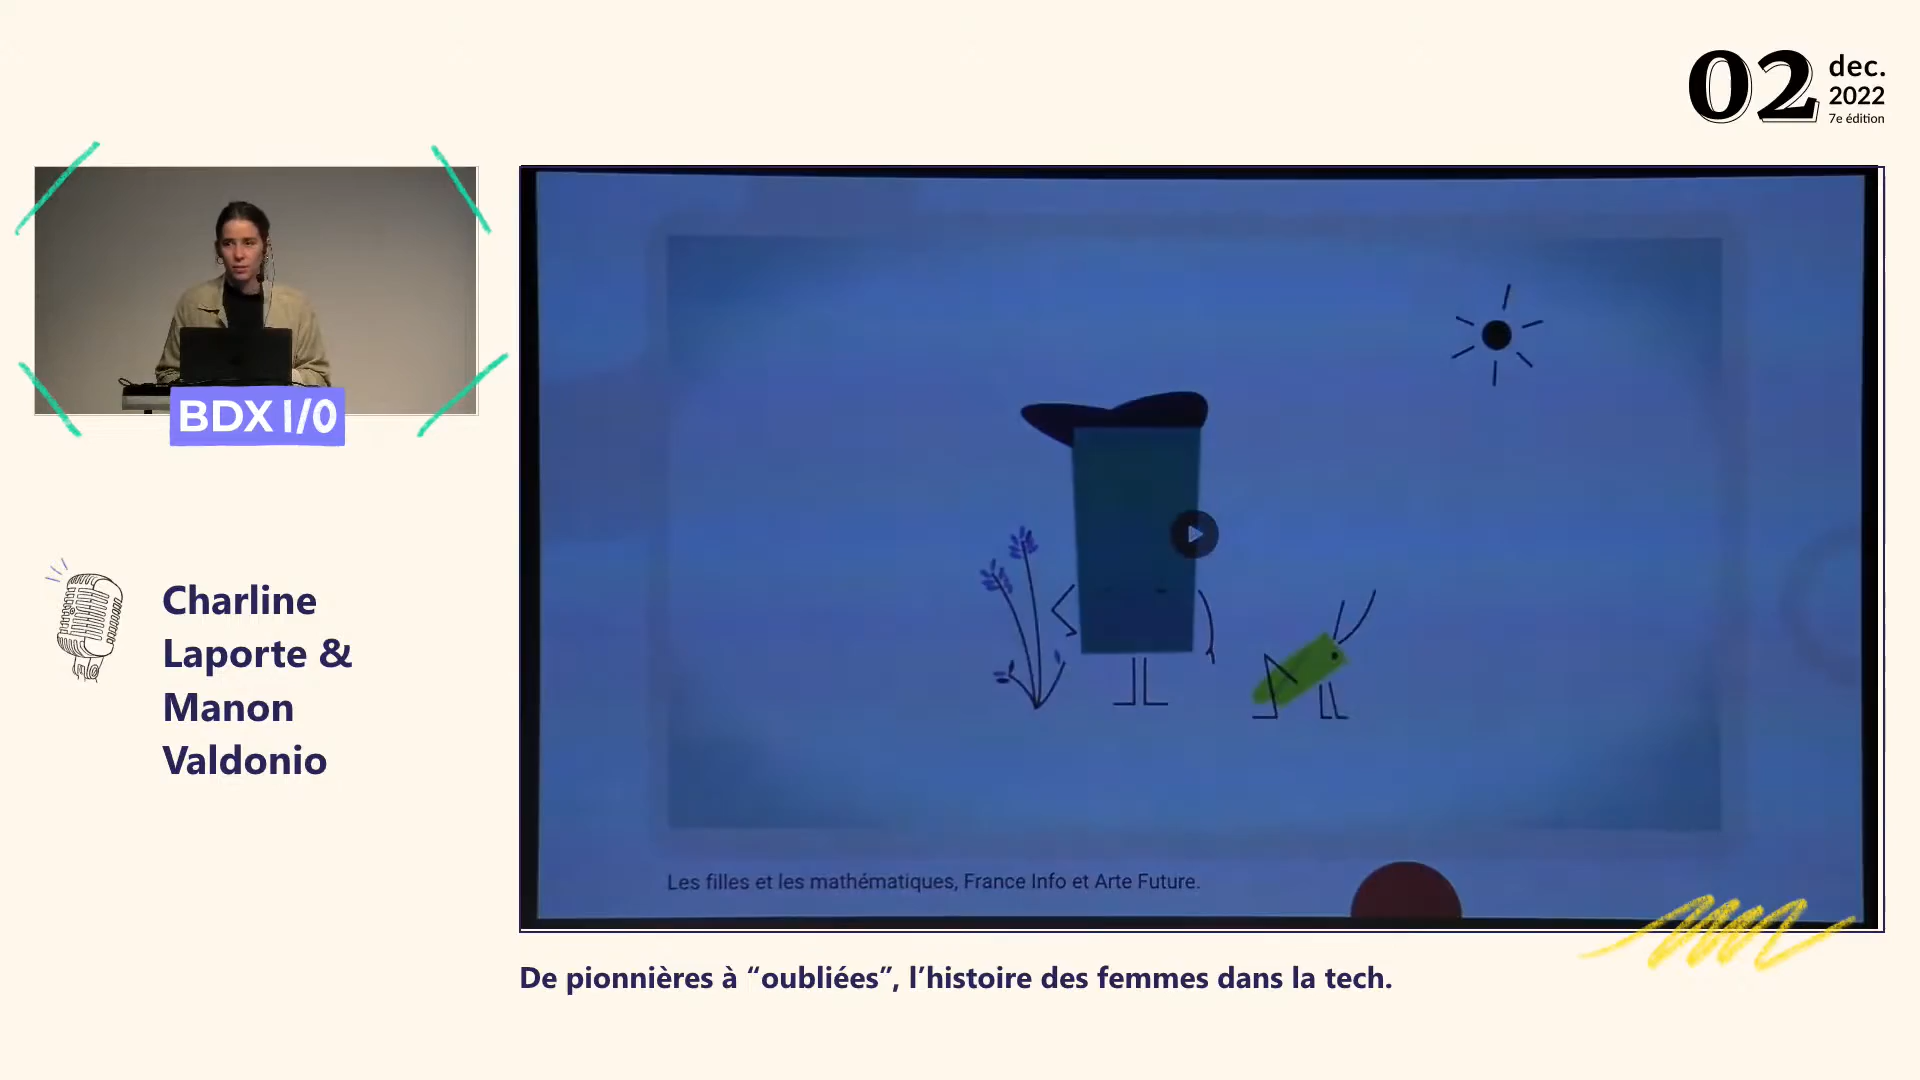 02
dec.
2022
7e édition
BDX I/O
Charline
Laporte &
Manon
Valdonio
Les filles et les mathématiques, France Info et Arte Future.
De pionnières à “oubliées”, l’histoire des femmes dans la tech.